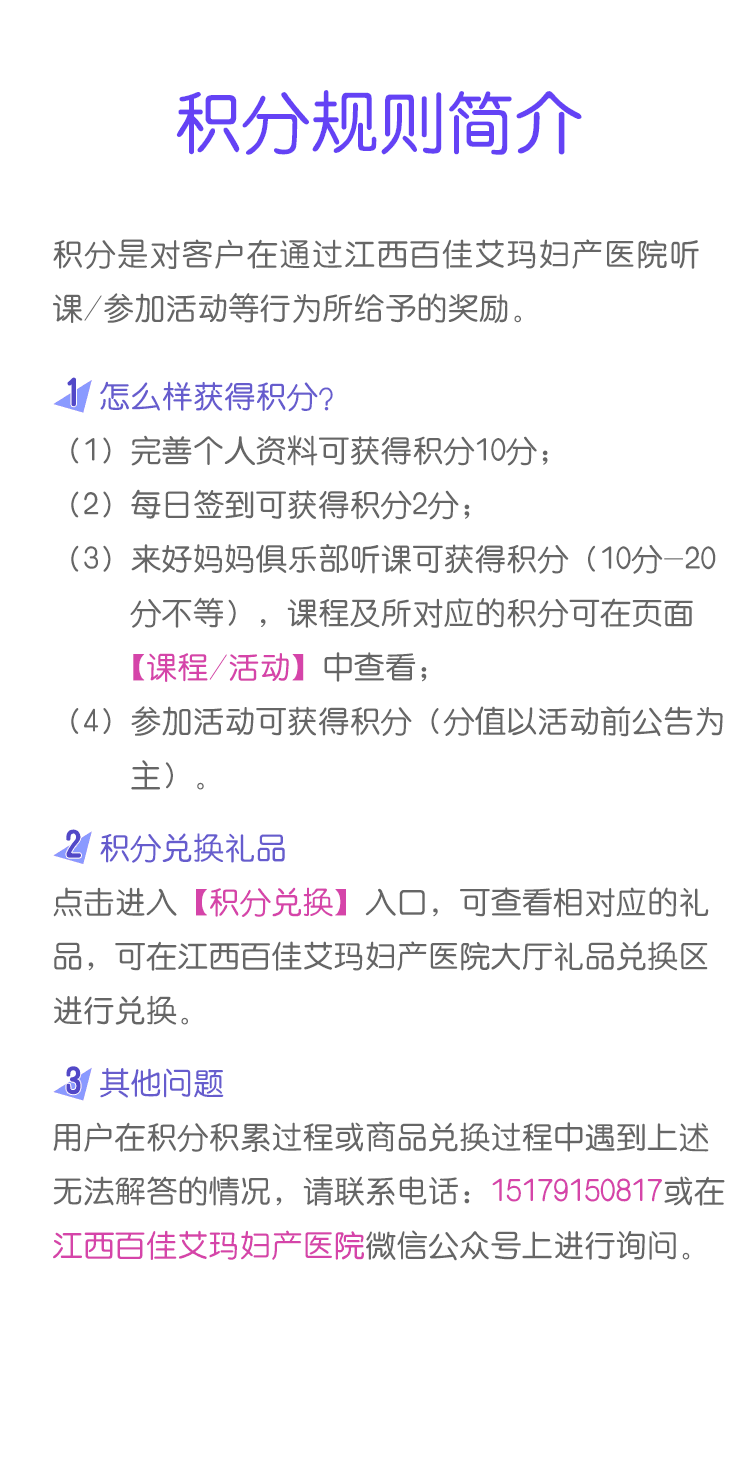 积分规则简介
积分是对客户在通过江西百佳艾玛妇产医院听
课/参加活动等行为所给予的奖励。
1 怎么样获得积分？
（1）完善个人资料可获得积分10分；
（2）每日签到可获得积分2分；
（3）来好妈妈俱乐部听课可获得积分（10分-20
分不等），课程及所对应的积分可在页面
【课程/活动】中查看；
（4）参加活动可获得积分（分值以活动前公告为
主）。
2 积分兑换礼品
点击进入【积分兑换】入口，可查看相对应的礼
品，可在江西百佳艾玛妇产医院大厅礼品兑换区
进行兑换。
3 其他问题
用户在积分积累过程或商品兑换过程中遇到上述
无法解答的情况，请联系电话：15179150817或在
江西百佳艾玛妇产医院微信公众号上进行询问。